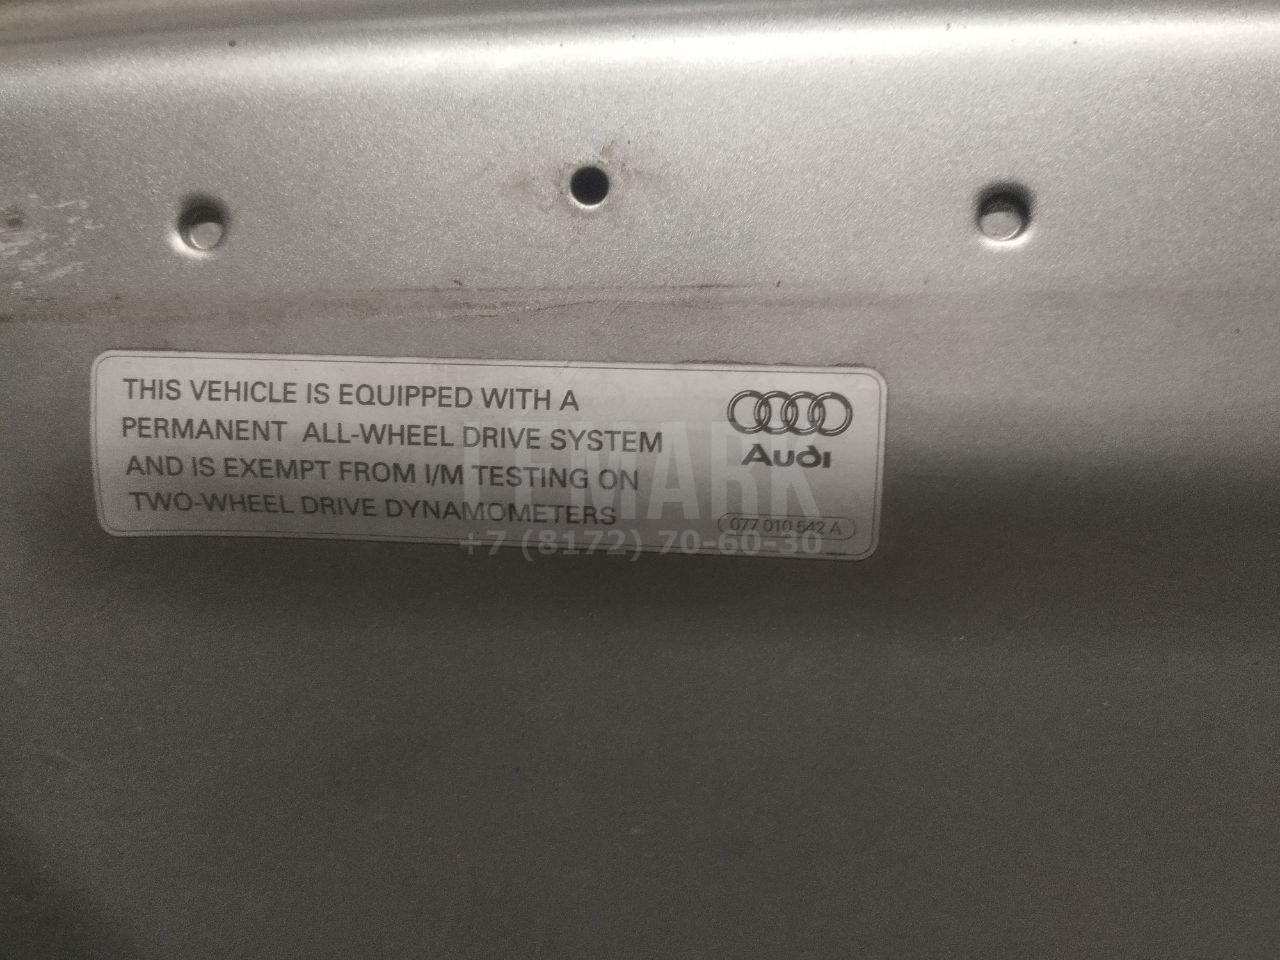 THIS VEHICLE IS EQUIPPED WITH A
PERMANENT ALL-WHEEL DRIVE SYSTEM
AND IS EXEMPT FROM I/M TESTING ON
TWO-WHEEL DRIVE DYNAMOMETERS
Audi
077 010 542 A
+7 (8172) 70-60-30